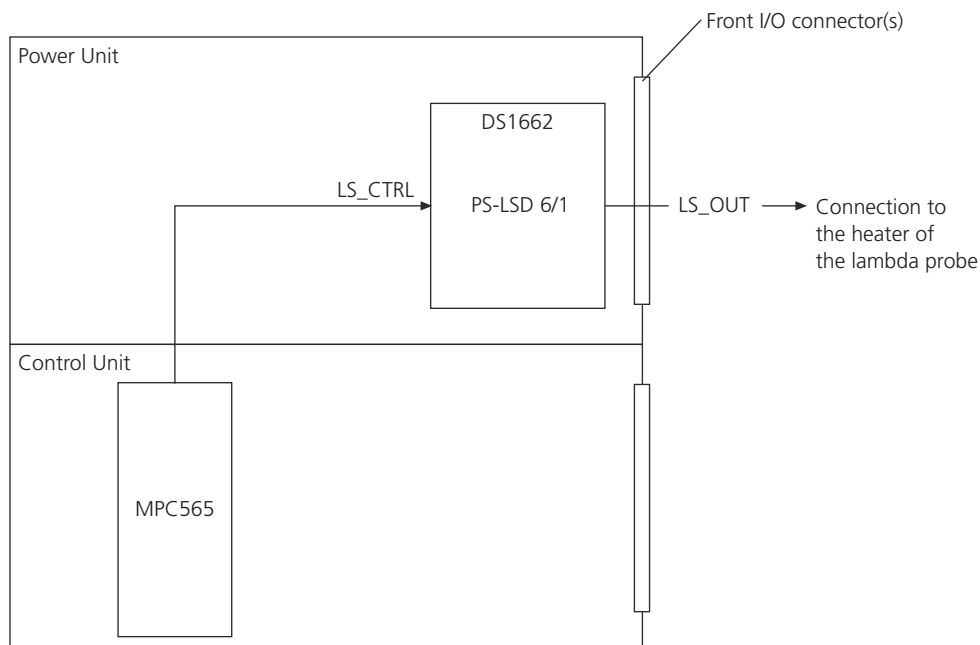 Front I/O connector(s)
Power Unit
DS1662
LS_CTRL
PS-LSD 6/1
LS_OUT
Connection to
the heater of
the lambda probe
Control Unit
MPC565